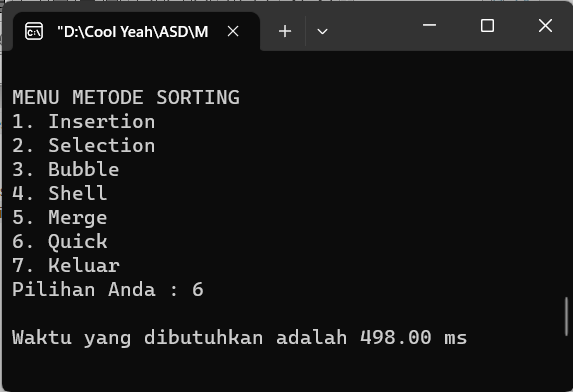 "D:\Cool Yeah\ASD\M
MENU METODE SORTING
1. Insertion
2. Selection
3. Bubble
4. Shell
5. Merge
6. Quick
7. Keluar
Pilihan Anda : 6
Waktu yang dibutuhkan adalah 498.00 ms